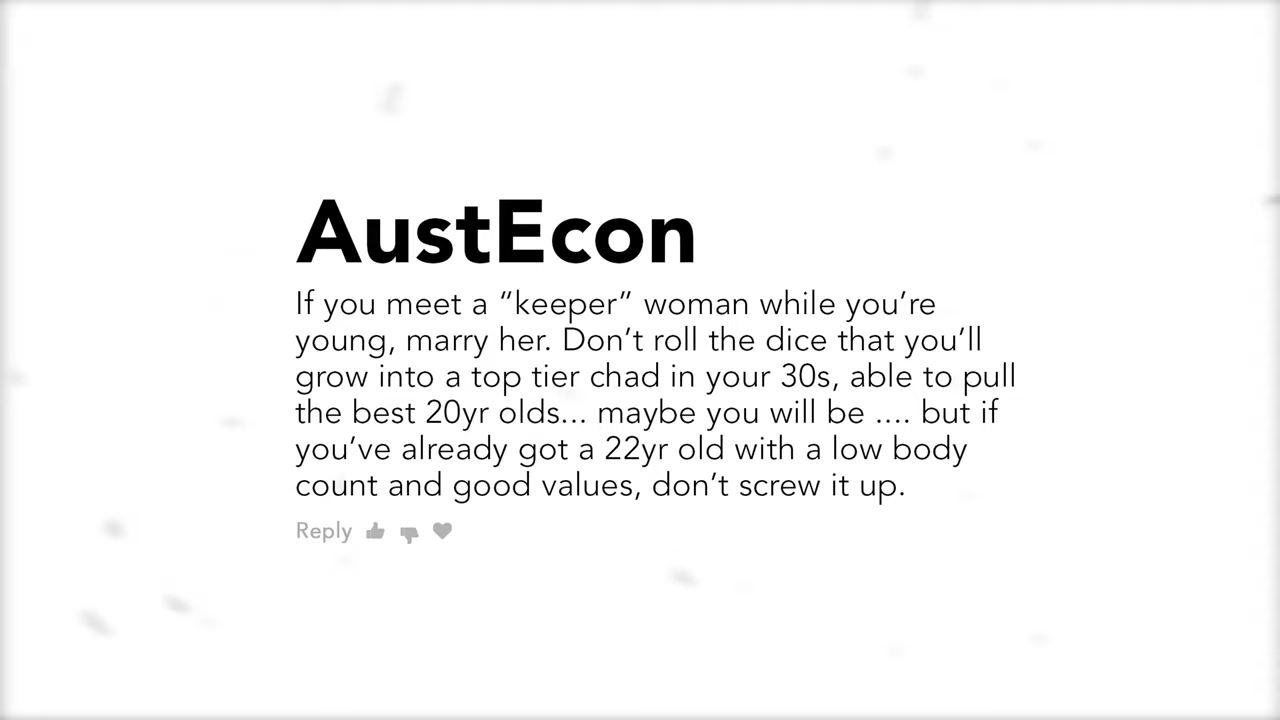 AustEcon
If you meet a “keeper” woman while you’re
young, marry her. Don’t roll the dice that you’ll
grow into a top tier chad in your 30s, able to pull
the best 20yr olds... maybe you will be .... but if
you’ve already got a 22yr old with a low body
count and good values, don’t screw it up.
Reply